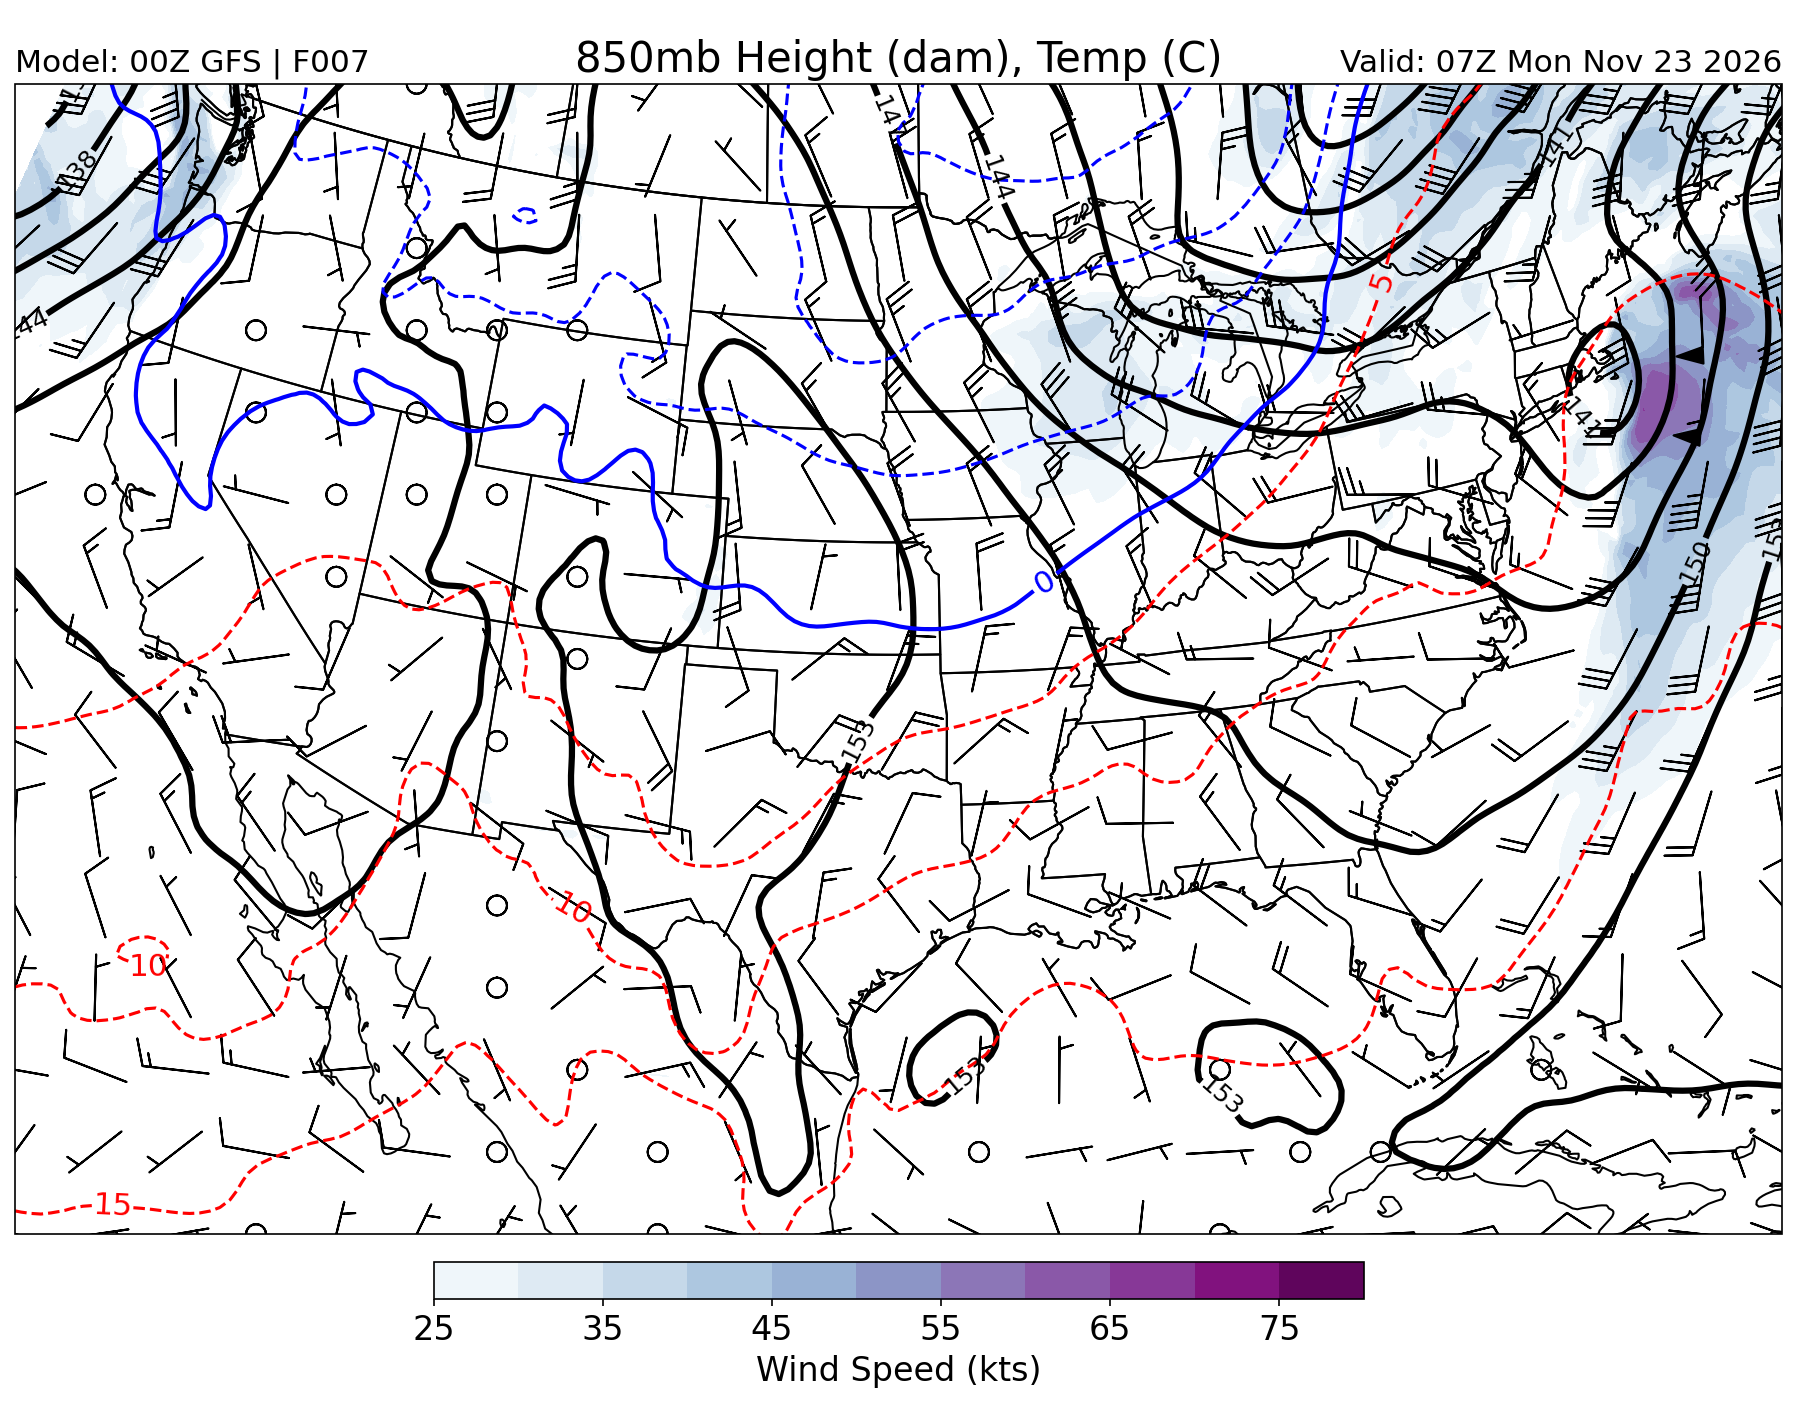 Model: 00Z GFS | F007
850mb Height (dam), Temp (C)
Valid: 07Z Mon Nov 23 2026
138
144
144
141
5
141
150
0
153
10
10
153
153
15
25 35 45 55 65 75
Wind Speed (kts)